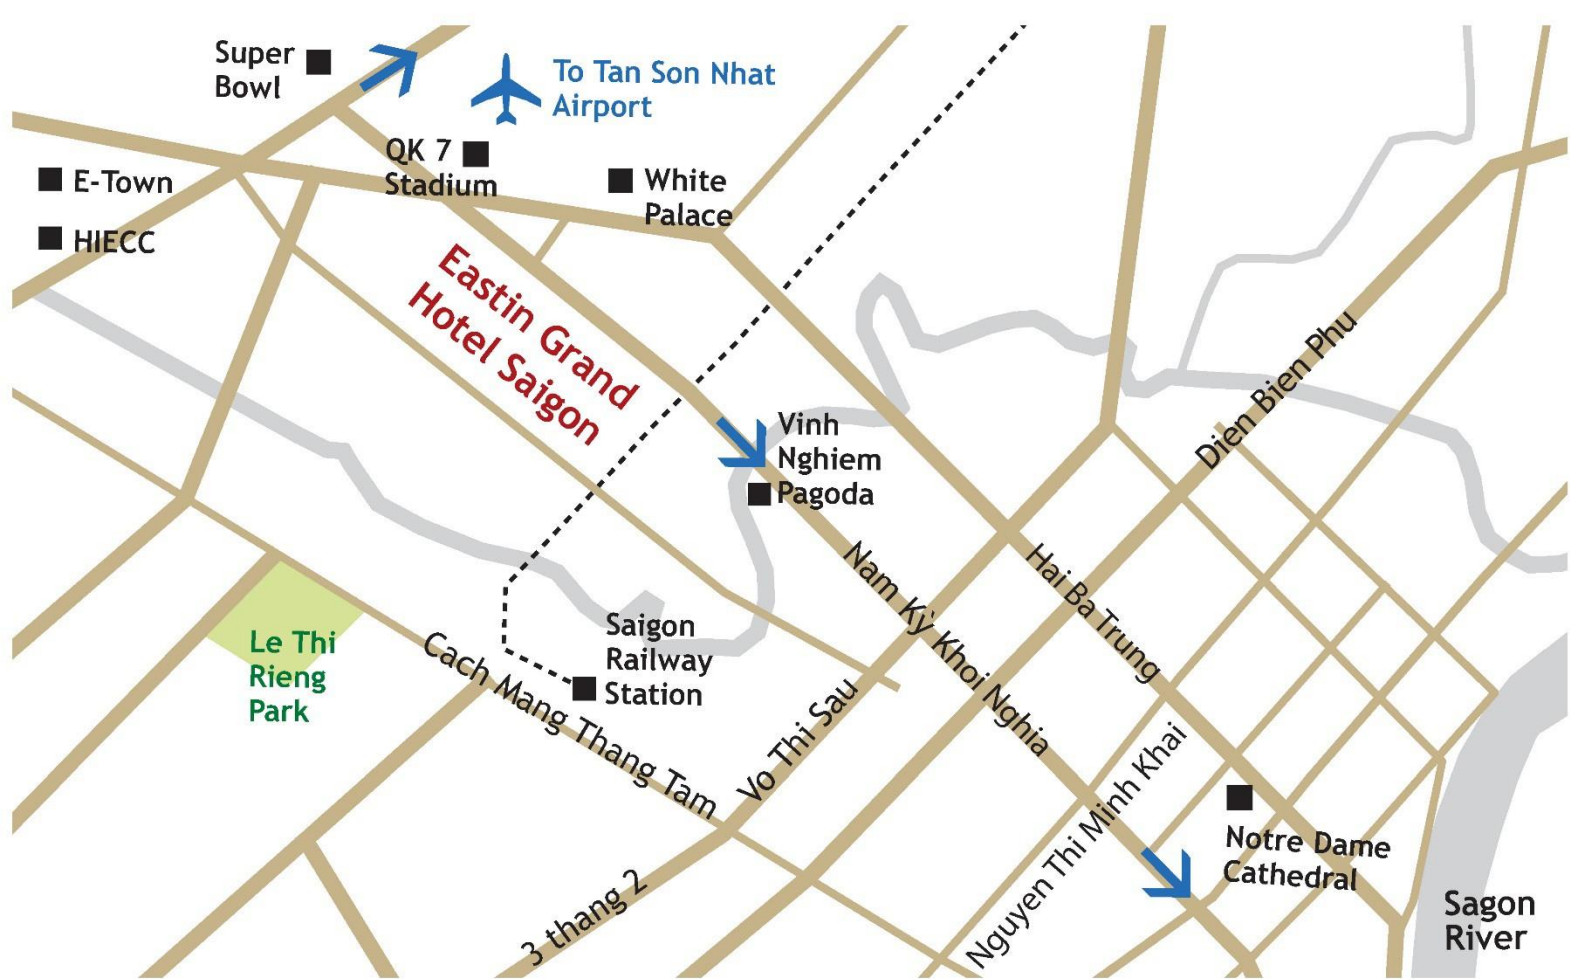 Super
Bowl
To Tan Son Nhat
Airport
QK 7
Stadium
White
Palace
E-Town
HIECC
Eastin Grand
Hotel Saigon
Vinh
Nghiem
Pagoda
Dien Bien Phu
Nam Kỳ Khoi Nghia
Hai Ba Trung
Le Thi
Rieng
Park
Saigon
Railway
Station
Cach Mang Thang Tam
Vo Thi Sau
Nguyen Thi Minh Khai
3 thang 2
Notre Dame
Cathedral
Sagon
River